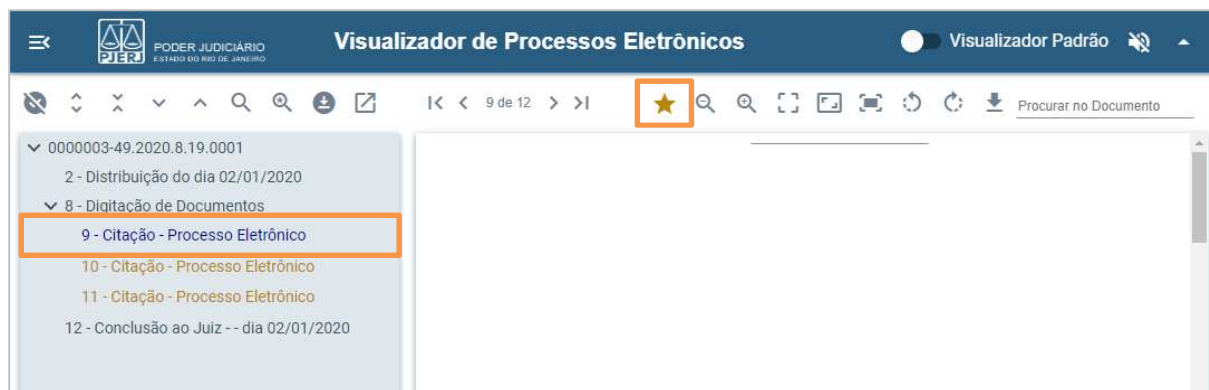 PJERJ
PODER JUDICIÁRIO
ESTADO DO RIO DE JANEIRO
Visualizador de Processos Eletrônicos
Visualizador Padrão
9 de 12
Procurar no Documento
0000003-49.2020.8.19.0001
2 - Distribuição do dia 02/01/2020
8 - Digitação de Documentos
9 - Citação - Processo Eletrônico
10 - Citação - Processo Eletrônico
11 - Citação - Processo Eletrônico
12 - Conclusão ao Juiz - - dia 02/01/2020